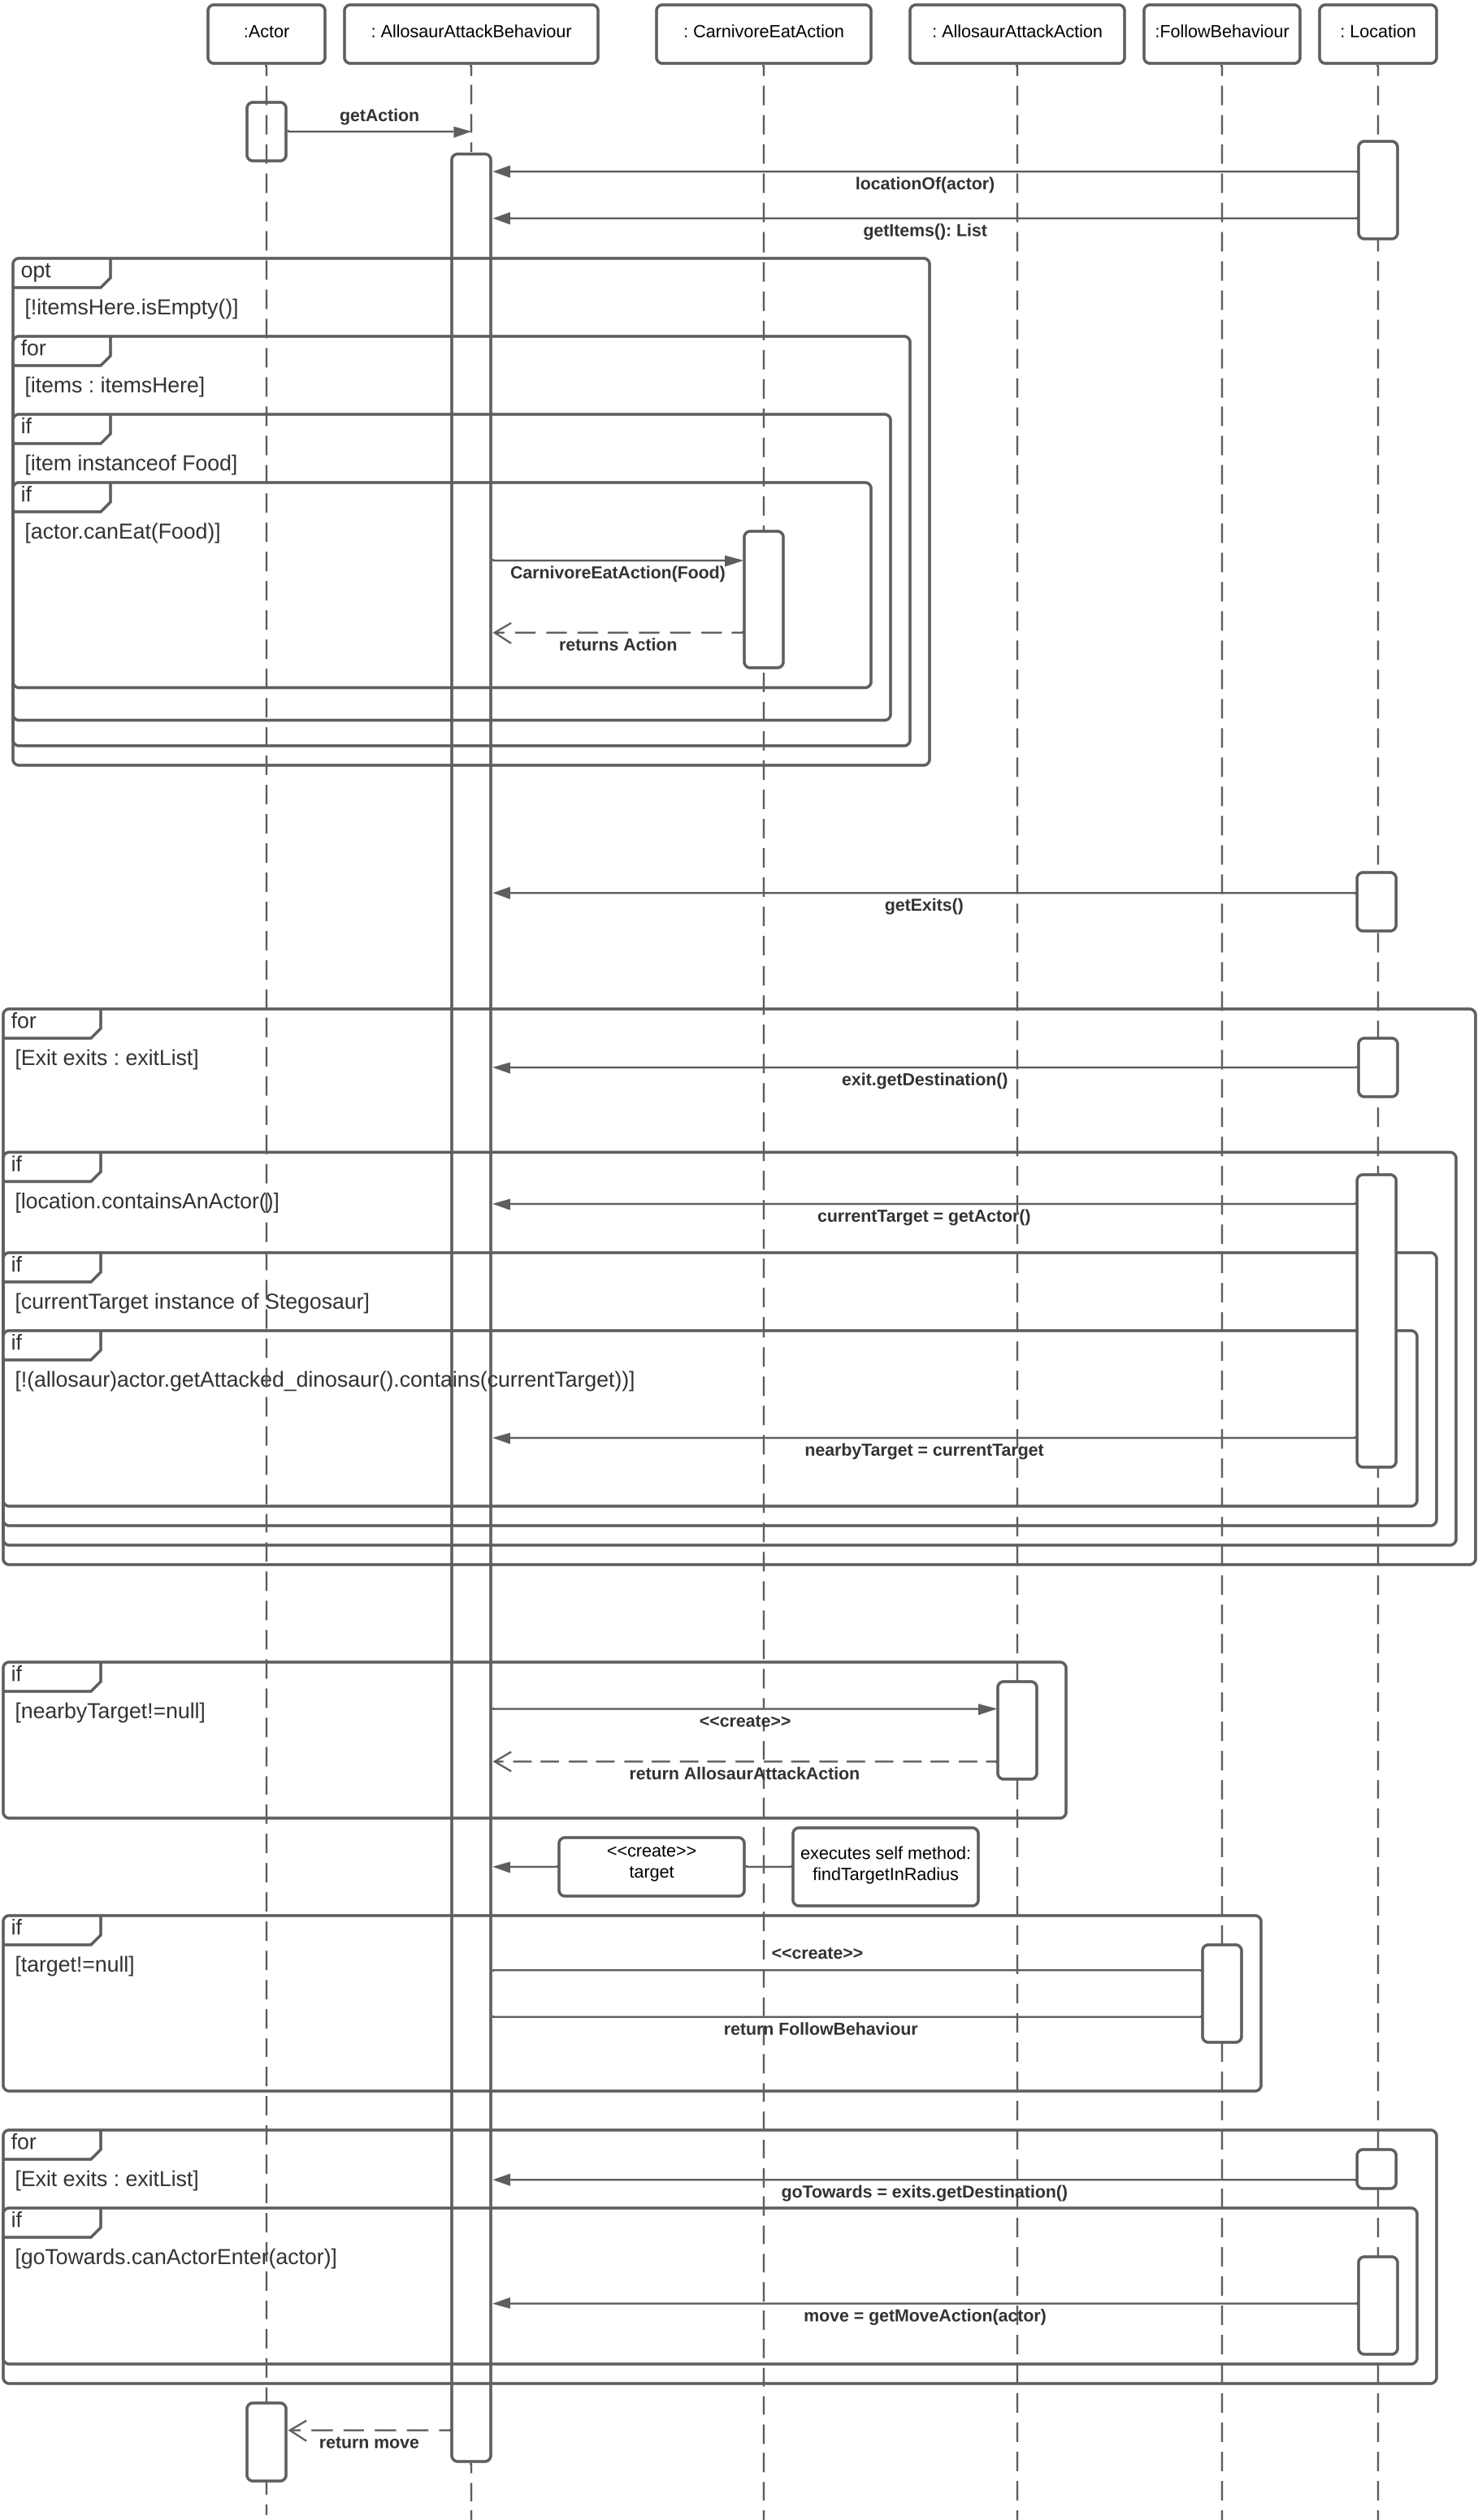 :Actor
: AllosaurAttackBehaviour
: CarnivoreEatAction
: AllosaurAttackAction
:FollowBehaviour
: Location
getAction
locationOf(actor)
getItems(): List
opt
[!itemsHere.isEmpty()]
for
[items : itemsHere]
if
[item instanceof Food]
if
[actor.canEat(Food)]
CarnivoreEatAction(Food)
returns Action
getExits()
for
[Exit exits : exitList]
exit.getDestination()
if
[location.containsAnActor()]
currentTarget = getActor()
if
[currentTarget instance of Stegosaur]
if
[!(allosaur)actor.getAttacked_dinosaur().contains(currentTarget))]
nearbyTarget = currentTarget
if
[nearbyTarget!=null]
<<create>>
return AllosaurAttackAction
<<create>>
target
executes self method:
findTargetInRadius
if
[target!=null]
<<create>>
return FollowBehaviour
for
[Exit exits : exitList]
goTowards = exits.getDestination()
if
[goTowards.canActorEnter(actor)]
move = getMoveAction(actor)
return move